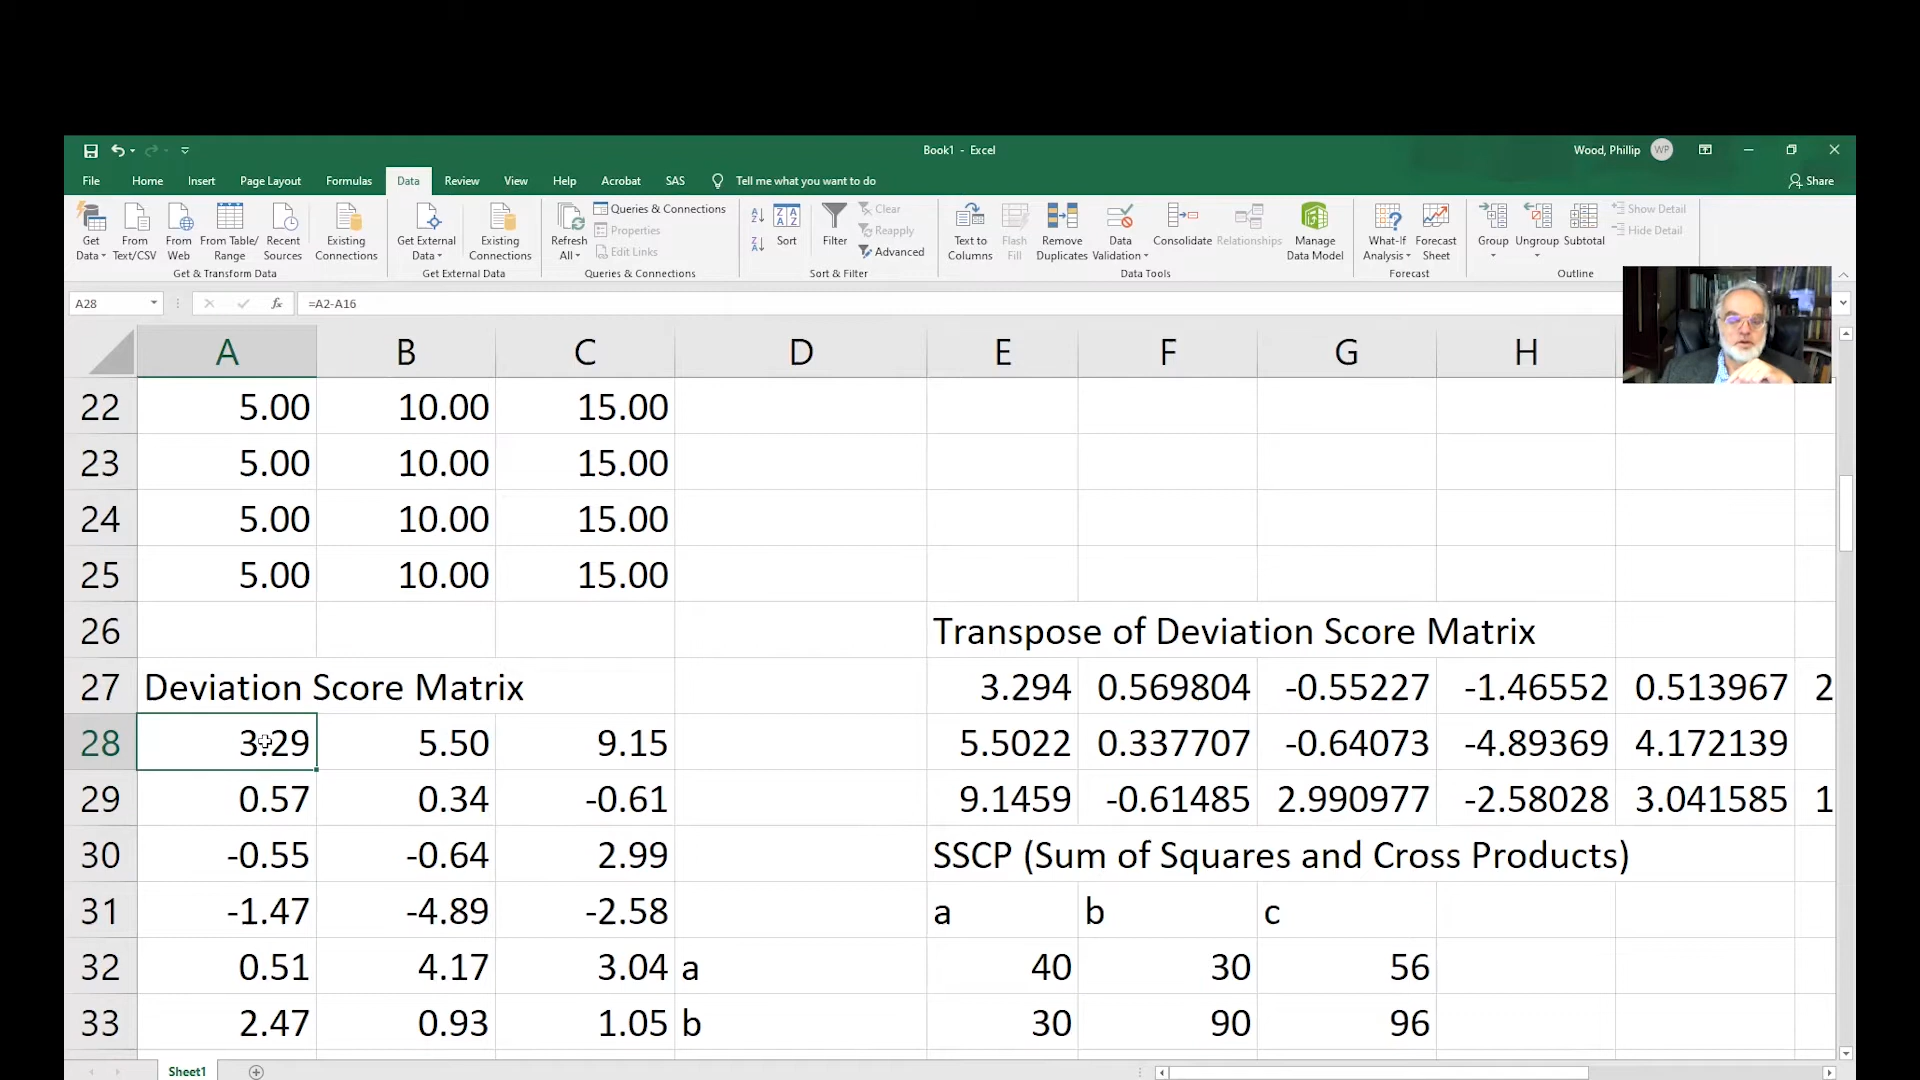 Book1 - Excel
Wood, Phillip WP
File Home Insert Page Layout Formulas Data Review View Help Acrobat SAS Tell me what you want to do Share
Get Data From Text/CSV From Web From Table/ Range Recent Sources Existing Connections
Get & Transform Data
Get External Data Existing Connections
Get External Data
Refresh All Queries & Connections Properties Edit Links
Queries & Connections
A Z Z A Sort Filter Clear Reapply Advanced
Sort & Filter
Text to Columns Flash Fill Remove Duplicates Data Validation Consolidate Relationships Manage Data Model
Data Tools
What-If Analysis Forecast Sheet
Forecast
Group Ungroup Subtotal Show Detail Hide Detail
Outline
A28 fx =A2-A16
A B C D E F G H
22 5.00 10.00 15.00
23 5.00 10.00 15.00
24 5.00 10.00 15.00
25 5.00 10.00 15.00
26 Transpose of Deviation Score Matrix
27 Deviation Score Matrix 3.294 0.569804 -0.55227 -1.46552 0.513967 2
28 3.29 5.50 9.15 5.5022 0.337707 -0.64073 -4.89369 4.172139
29 0.57 0.34 -0.61 9.1459 -0.61485 2.990977 -2.58028 3.041585 1
30 -0.55 -0.64 2.99 SSCP (Sum of Squares and Cross Products)
31 -1.47 -4.89 -2.58 a b c
32 0.51 4.17 3.04 a 40 30 56
33 2.47 0.93 1.05 b 30 90 96
Sheet1